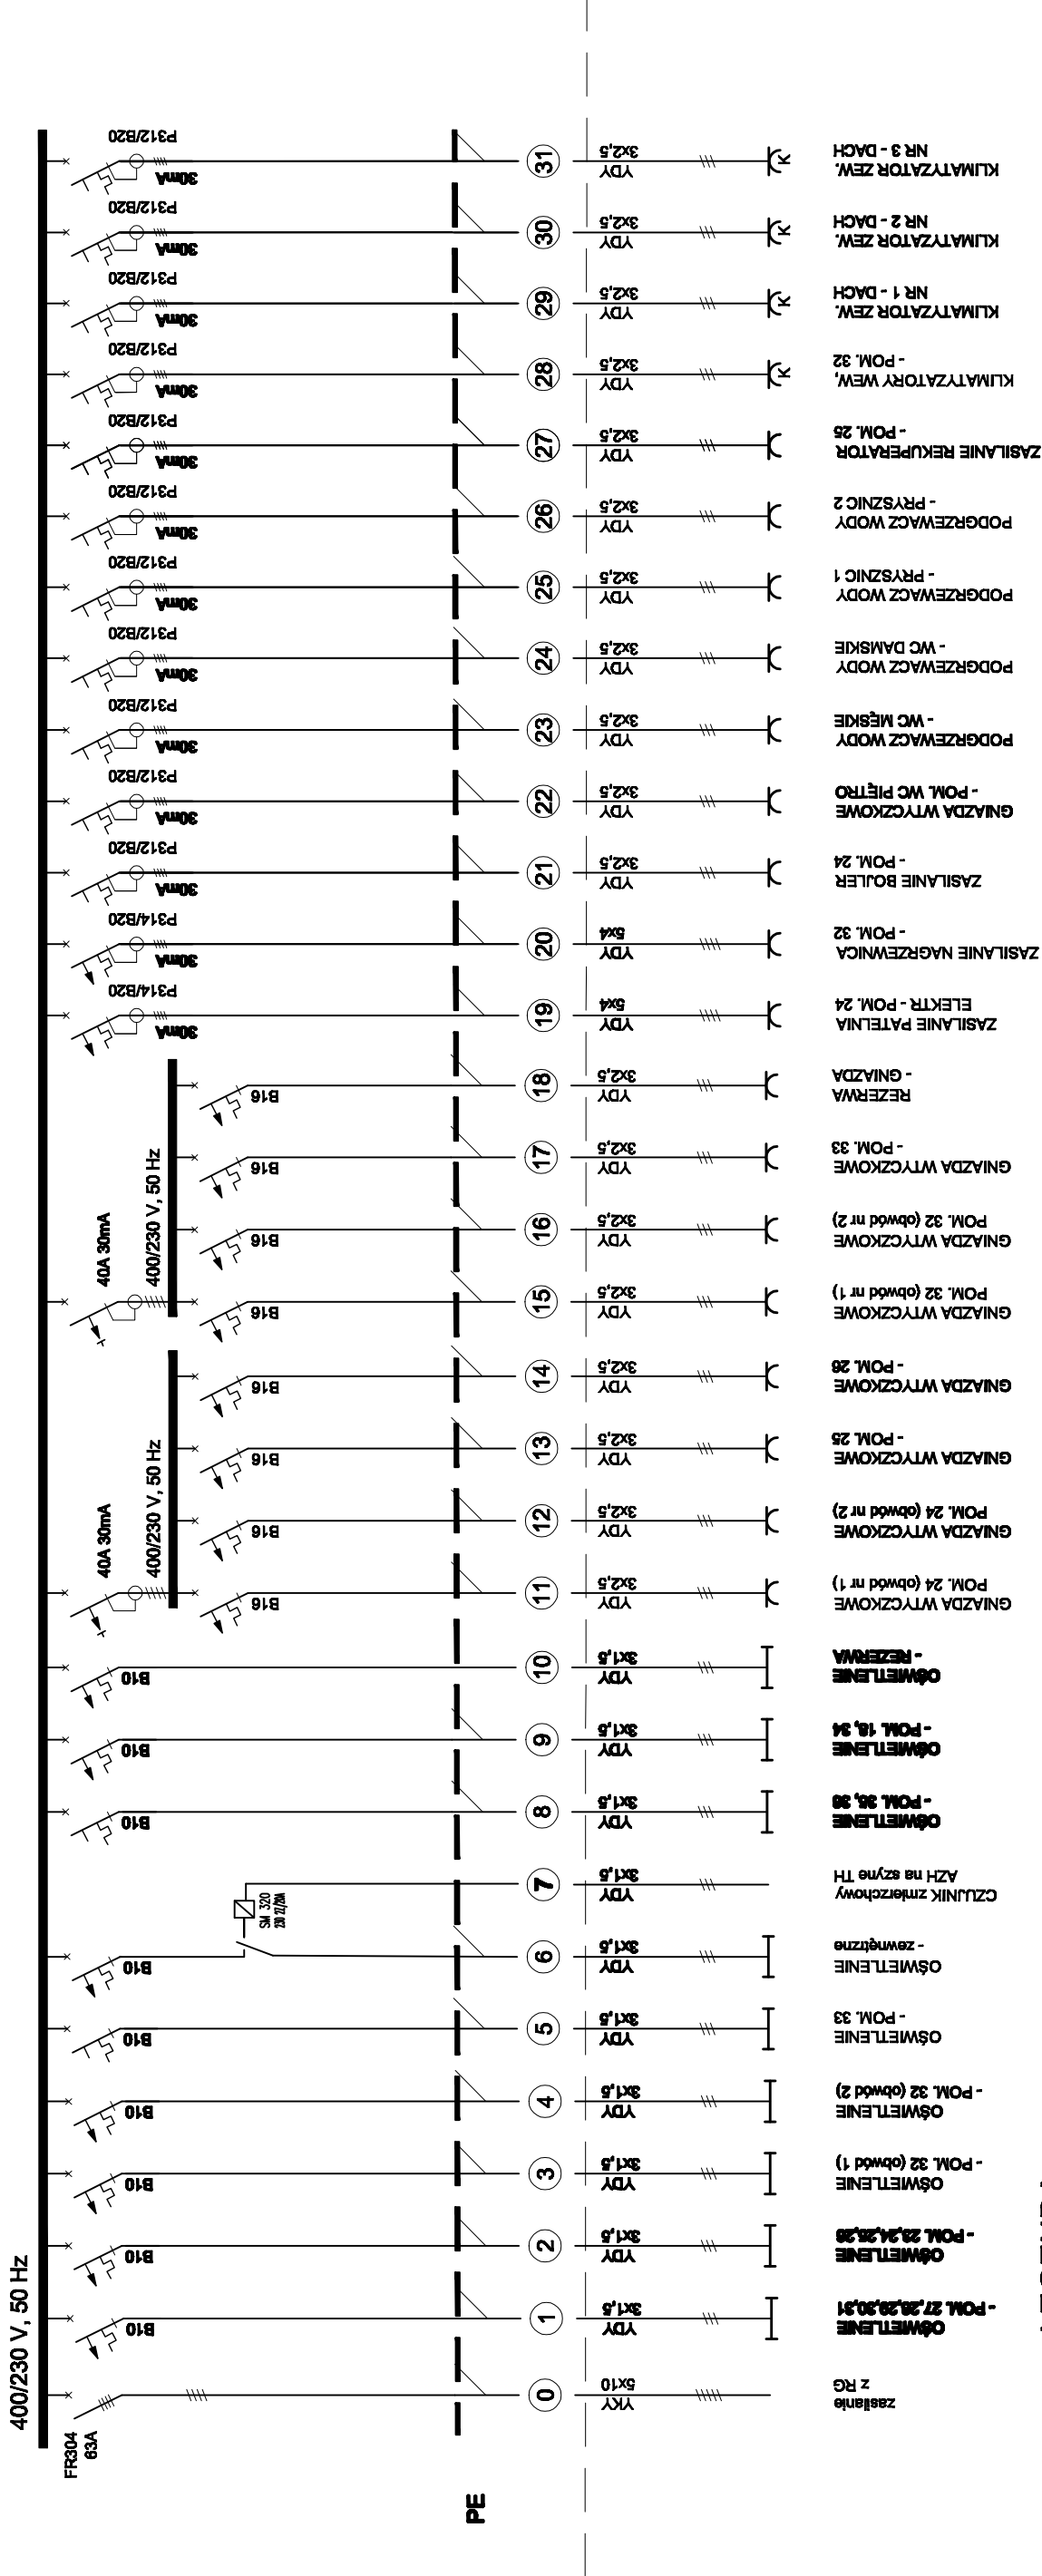 400/230 V, 50 Hz
FR304
63A
PE
0
YKY
5x10
zasilanie
z RG
B10
1
YDY
3x1,5
OŚWIETLENIE
- POM. 27,28,29,30,31
B10
2
YDY
3x1,5
OŚWIETLENIE
- POM. 23,24,25,26
B10
3
YDY
3x1,5
OŚWIETLENIE
- POM. 32 (obwód 1)
B10
4
YDY
3x1,5
OŚWIETLENIE
- POM. 32 (obwód 2)
B10
5
YDY
3x1,5
OŚWIETLENIE
- POM. 33
B10
6
YDY
3x1,5
OŚWIETLENIE
- zewnętrzne
SM 320
7
YDY
3x1,5
CZUJNIK zmierzchowy
AZH na szyne TH
B10
8
YDY
3x1,5
OŚWIETLENIE
- POM. 35, 36
B10
9
YDY
3x1,5
OŚWIETLENIE
- POM. 18, 34
B10
10
YDY
3x1,5
OŚWIETLENIE
- REZERWA
40A 30mA
400/230 V, 50 Hz
B16
11
YDY
3x2,5
GNIAZDA WTYCZKOWE
POM. 24 (obwód nr 1)
B16
12
YDY
3x2,5
GNIAZDA WTYCZKOWE
POM. 24 (obwód nr 2)
B16
13
YDY
3x2,5
GNIAZDA WTYCZKOWE
- POM. 25
B16
14
YDY
3x2,5
GNIAZDA WTYCZKOWE
- POM. 26
40A 30mA
400/230 V, 50 Hz
B16
15
YDY
3x2,5
GNIAZDA WTYCZKOWE
POM. 32 (obwód nr 1)
B16
16
YDY
3x2,5
GNIAZDA WTYCZKOWE
POM. 32 (obwód nr 2)
B16
17
YDY
3x2,5
GNIAZDA WTYCZKOWE
- POM. 33
B16
18
YDY
3x2,5
REZERWA
- GNIAZDA
P314/B20
30mA
19
YDY
5x4
ZASILANIE PATELNIA
ELEKTR - POM. 24
P314/B20
30mA
20
YDY
5x4
ZASILANIE NAGRZEWNICA
- POM. 32
P312/B20
30mA
21
YDY
3x2,5
ZASILANIE BOJLER
- POM. 24
P312/B20
30mA
22
YDY
3x2,5
GNIAZDA WTYCZKOWE
- POM. WC PIĘTRO
P312/B20
30mA
23
YDY
3x2,5
PODGRZEWACZ WODY
- WC MĘSKIE
P312/B20
30mA
24
YDY
3x2,5
PODGRZEWACZ WODY
- WC DAMSKIE
P312/B20
30mA
25
YDY
3x2,5
PODGRZEWACZ WODY
- PRYSZNIC 1
P312/B20
30mA
26
YDY
3x2,5
PODGRZEWACZ WODY
- PRYSZNIC 2
P312/B20
30mA
27
YDY
3x2,5
ZASILANIE REKUPERATOR
- POM. 25
P312/B20
30mA
28
YDY
3x2,5
K
KLIMATYZATORY WEW,
- POM. 32
P312/B20
30mA
29
YDY
3x2,5
K
KLIMATYZATOR ZEW.
NR 1 - DACH
P312/B20
30mA
30
YDY
3x2,5
K
KLIMATYZATOR ZEW.
NR 2 - DACH
P312/B20
30mA
31
YDY
3x2,5
K
KLIMATYZATOR ZEW.
NR 3 - DACH